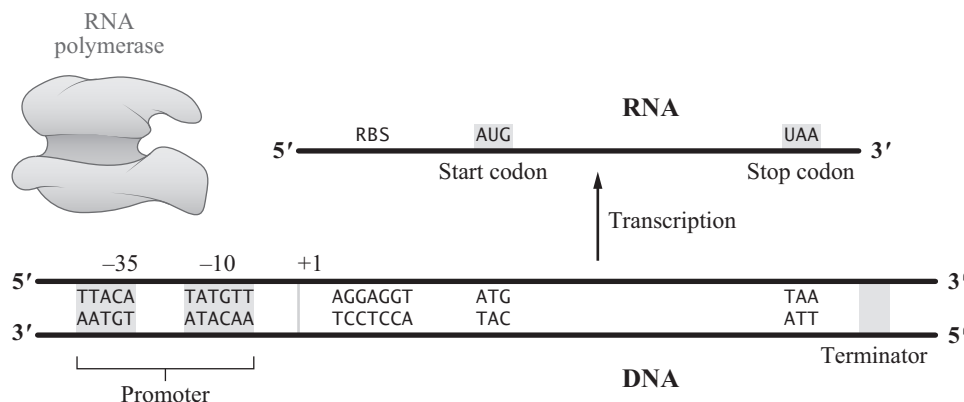 RNA
polymerase
RNA
RBS AUG UAA
5′ 3′
Start codon Stop codon
Transcription
–35 –10 +1
5′ 3′
TTACA TATGTT AGGAGGT ATG TAA
AATGT ATACAA TCCTCCA TAC ATT
3′ 5′
Terminator
Promoter DNA